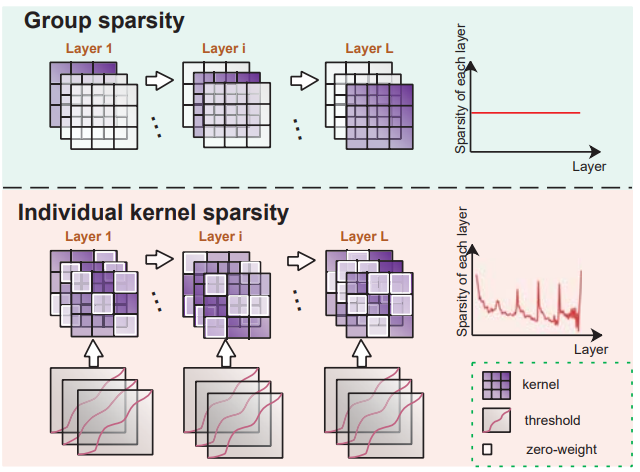 Group sparsity
Layer 1
Layer i
Layer L
...
...
Sparsity of each layer
Layer
Individual kernel sparsity
Layer 1
Layer i
Layer L
...
...
Sparsity of each layer
Layer
kernel
threshold
zero-weight